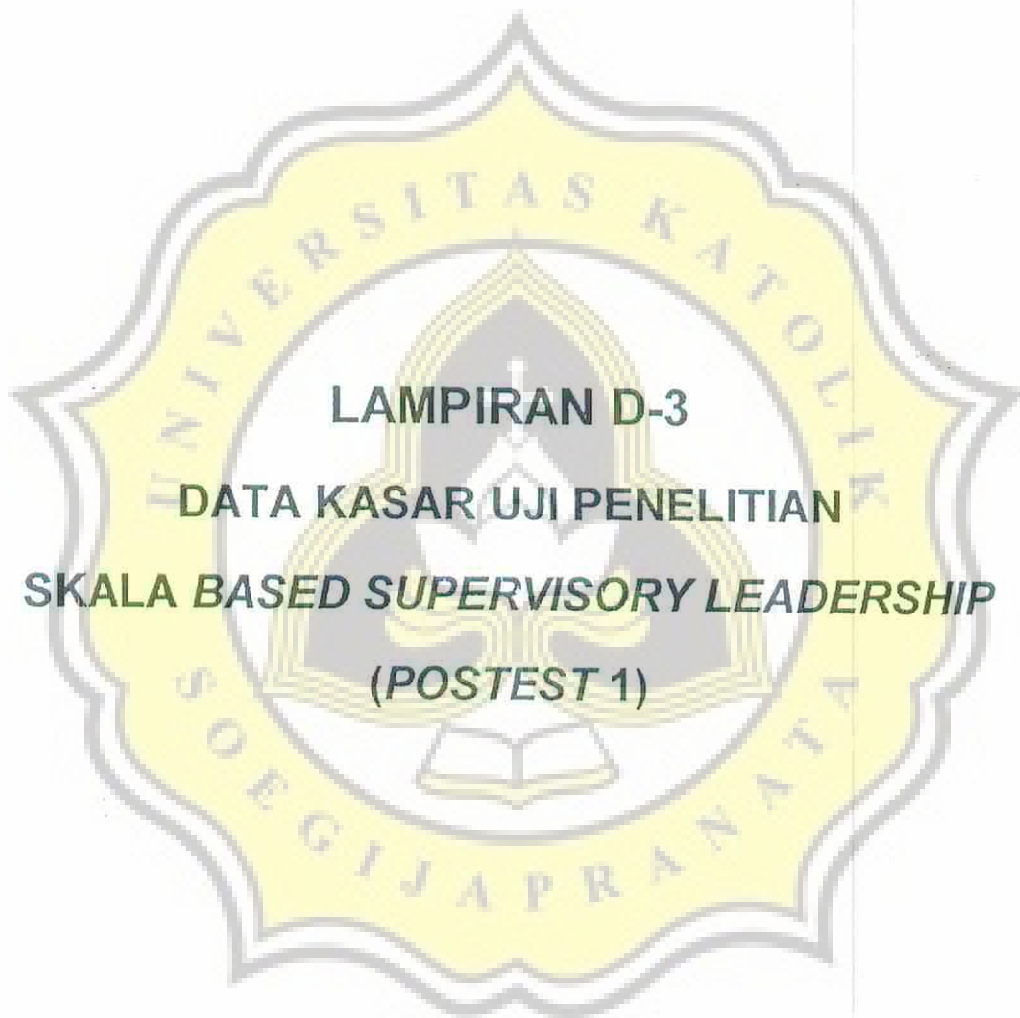 UNIVERSITAS KATOLIK
LAMPIRAN D-3
DATA KASAR UJI PENELITIAN
SKALA BASED SUPERVISORY LEADERSHIP
(POSTEST 1)
SOEGIJAPRANATA